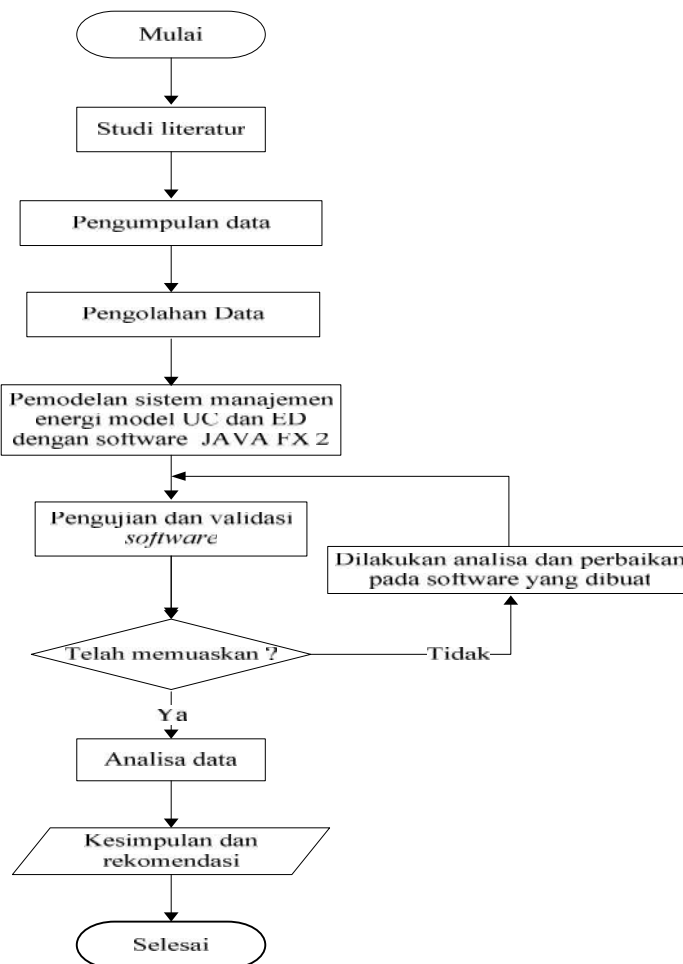 Mulai
Studi literatur
Pengumpulan data
Pengolahan Data
Pemodelan sistem manajemen
energi model UC dan ED
dengan software JAVA FX 2
Pengujian dan validasi
software
Dilakukan analisa dan perbaikan
pada software yang dibuat
Telah memuaskan ?
Tidak
Ya
Analisa data
Kesimpulan dan
rekomendasi
Selesai